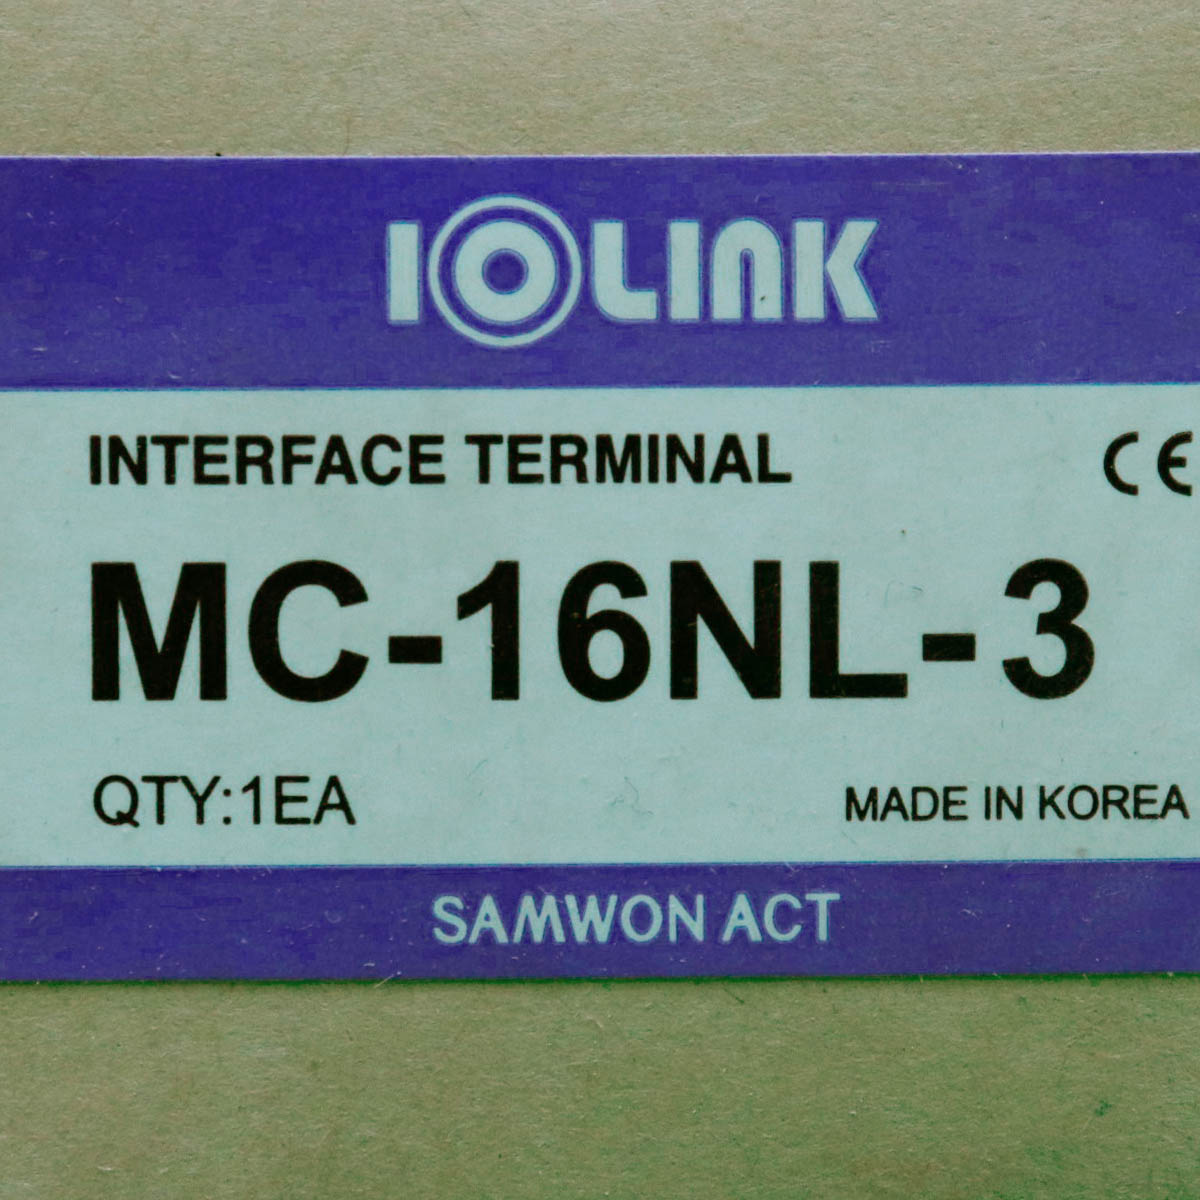 IOLINK
INTERFACE TERMINAL CE
MC-16NL-3
QTY:1EA MADE IN KOREA
SAMWON ACT